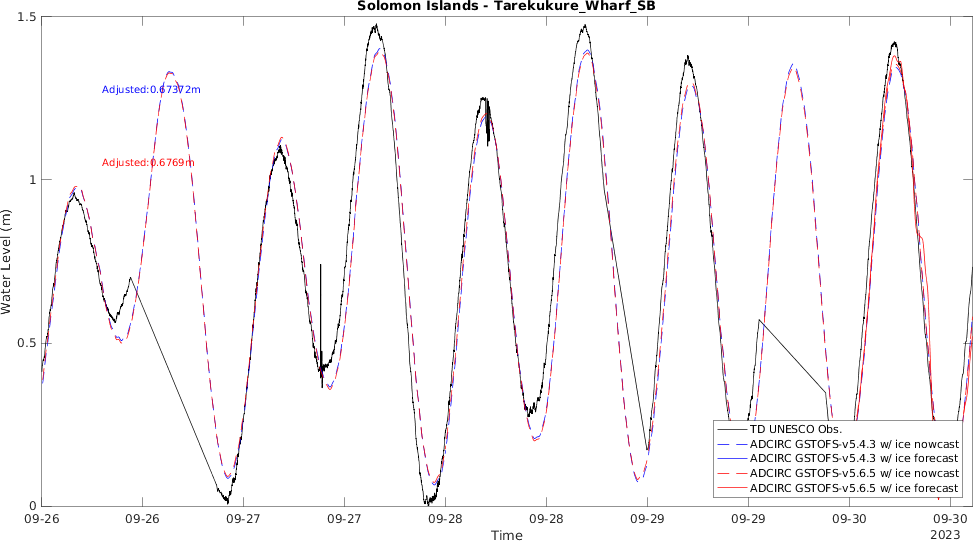 Solomon Islands - Tarekukure_Wharf_SB
1.5
1
0.5
0
Water Level (m)
Adjusted:0.67372m
Adjusted:0.6769m
TD UNESCO Obs.
ADCIRC GSTOFS-v5.4.3 w/ ice nowcast
ADCIRC GSTOFS-v5.4.3 w/ ice forecast
ADCIRC GSTOFS-v5.6.5 w/ ice nowcast
ADCIRC GSTOFS-v5.6.5 w/ ice forecast
09-26 09-26 09-27 09-27 09-28 09-28 09-29 09-29 09-30 09-30
2023
Time